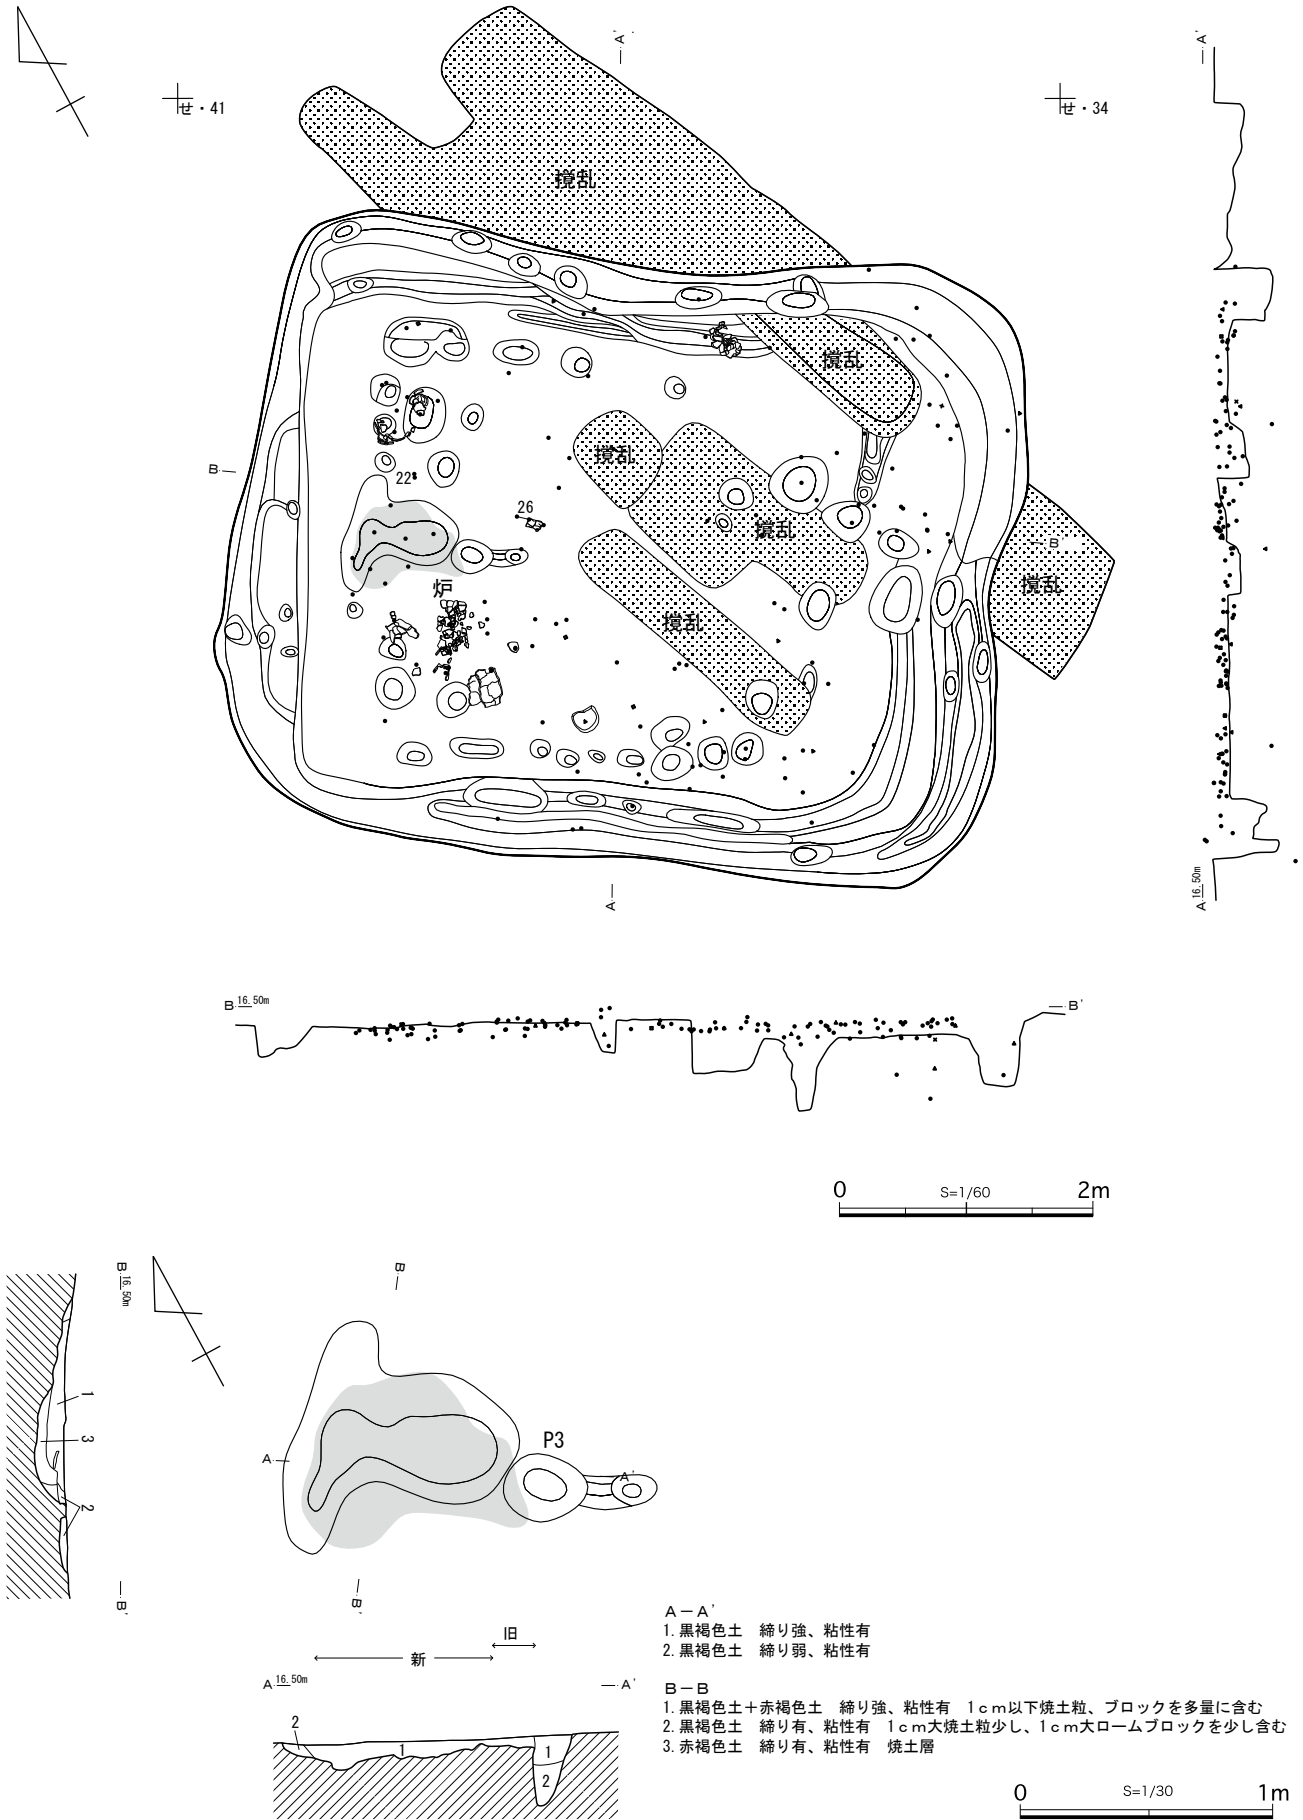 A'
A'
せ・41
せ・34
撹乱
撹乱
B
22
撹乱
26
撹乱
B'
撹乱
炉
撹乱
A
A 16.50m
B 16.50m
B'
0 S=1/60 2m
B 16.50m
B
1
3
2
P3
A
A'
B'
B'
A－A'
1. 黒褐色土 締り強、粘性有
旧
2. 黒褐色土 締り弱、粘性有
新
A 16.50m
A'
B－B
1. 黒褐色土＋赤褐色土 締り強、粘性有 1ｃｍ以下焼土粒、ブロックを多量に含む
2. 黒褐色土 締り有、粘性有 1ｃｍ大焼土粒少し、1ｃｍ大ロームブロックを少し含む
3. 赤褐色土 締り有、粘性有 焼土層
2
1
1
2
0 S=1/30 1m